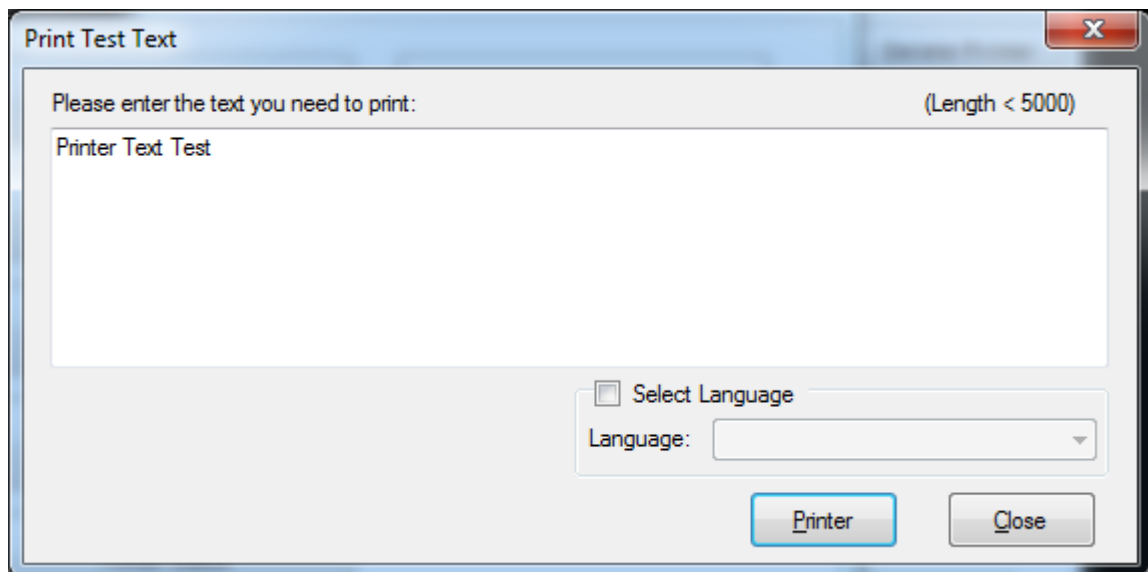 Print Test Text
Please enter the text you need to print: (Length < 5000)
Printer Text Test
Select Language
Language:
Printer Close